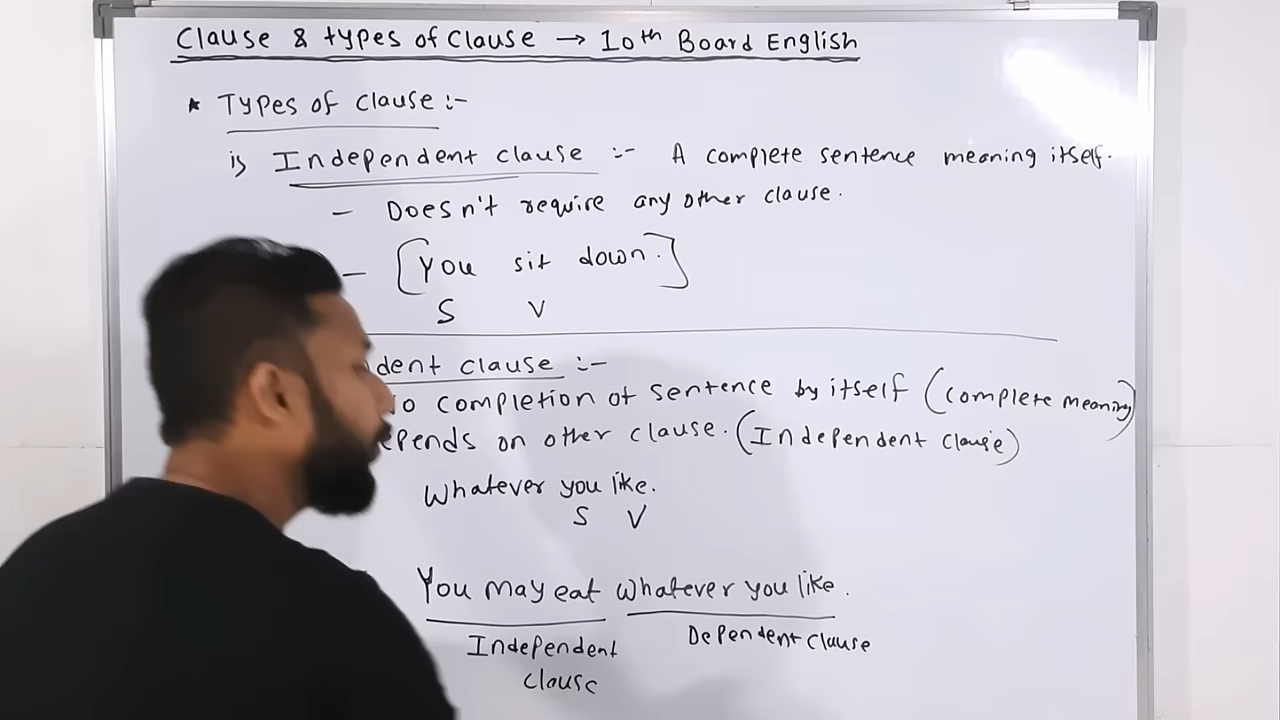 Clause & types of Clause → 10th Board English
* Types of clause :-
i) Independent clause :- A complete sentence meaning itself.
- Doesn't require any other clause.
- [You sit down.]
S V
dent clause :-
No completion of sentence by itself (complete meaning)
epends on other clause. (Independent clause)
Whatever you like.
S V
You may eat whatever you like.
Independent clause
Dependent clause